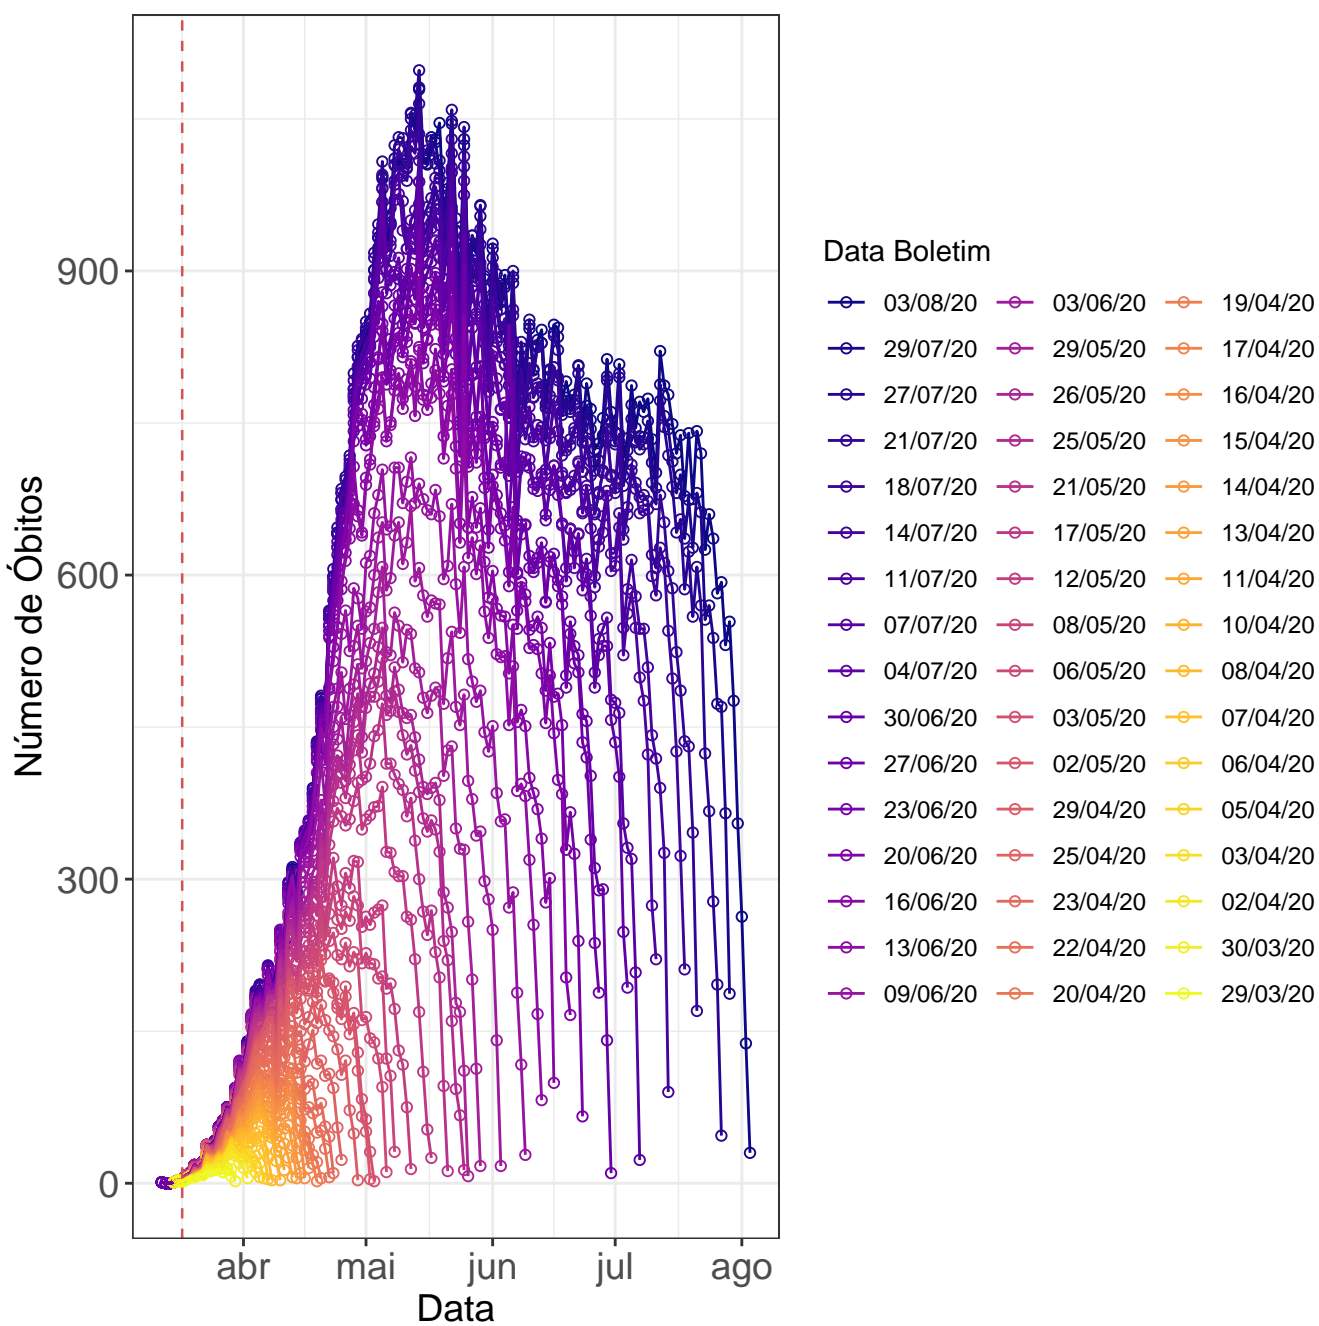 Número de Óbitos
900
600
300
0
abr mai jun jul ago
Data
Data Boletim
03/08/20 03/06/20 19/04/20
29/07/20 29/05/20 17/04/20
27/07/20 26/05/20 16/04/20
21/07/20 25/05/20 15/04/20
18/07/20 21/05/20 14/04/20
14/07/20 17/05/20 13/04/20
11/07/20 12/05/20 11/04/20
07/07/20 08/05/20 10/04/20
04/07/20 06/05/20 08/04/20
30/06/20 03/05/20 07/04/20
27/06/20 02/05/20 06/04/20
23/06/20 29/04/20 05/04/20
20/06/20 25/04/20 03/04/20
16/06/20 23/04/20 02/04/20
13/06/20 22/04/20 30/03/20
09/06/20 20/04/20 29/03/20